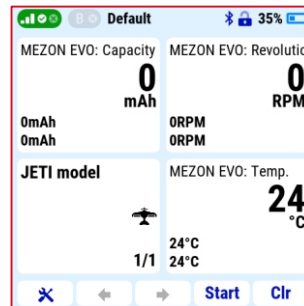 B Default 35%
MEZON EVO: Capacity
0
mAh
0mAh
0mAh
MEZON EVO: Revolutio
0
RPM
0RPM
0RPM
JETI model
1/1
MEZON EVO: Temp.
24
°C
24°C
24°C
Start Clr